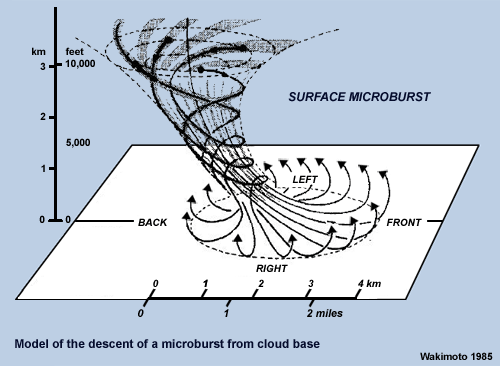 km feet
3 10,000
SURFACE MICROBURST
2
5,000
1
LEFT
0 0
BACK
FRONT
RIGHT
0 1 2 3 4 km
0 1 2 miles
Model of the descent of a microburst from cloud base
Wakimoto 1985